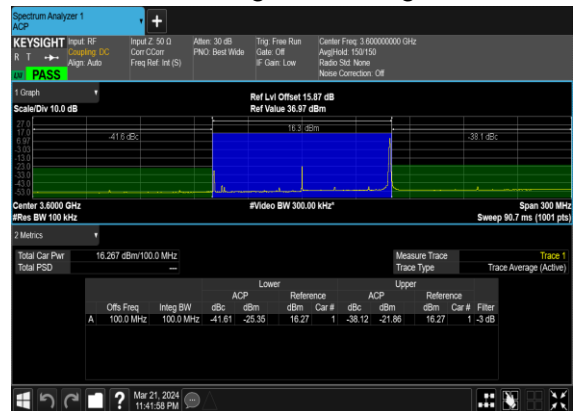 Spectrum Analyzer 1
ACP
KEYSIGHT Input: RF Input Z: 50 Ω Atten: 30 dB Trig: Free Run Center Freq: 3.600000000 GHz
R T Coupling: DC Corr CCorr PNO: Best Wide Gate: Off Avg|Hold: 150/150
Align: Auto Freq Ref: Int (S) IF Gain: Low Radio Std: None
LW PASS Noise Correction: Off
1 Graph Ref Lvl Offset 15.87 dB
Scale/Div 10.0 dB Ref Value 36.97 dBm
27.0
17.0
6.97
-3.03
-13.0
-23.0
-33.0
-43.0
-53.0
-41.6 dBc 16.3 dBm -38.1 dBc
Center 3.6000 GHz #Video BW 300.00 kHz* Span 300 MHz
#Res BW 100 kHz Sweep 90.7 ms (1001 pts)
2 Metrics
Total Car Pwr 16.267 dBm/100.0 MHz Measure Trace Trace 1
Total PSD --- Trace Type Trace Average (Active)
Lower Upper
ACP Reference ACP Reference
Offs Freq Integ BW dBc dBm dBm Car # dBc dBm dBm Car # Filter
A 100.0 MHz 100.0 MHz -41.61 -25.35 16.27 1 -38.12 -21.86 16.27 1 -3 dB
? Mar 21, 2024
11:41:58 PM